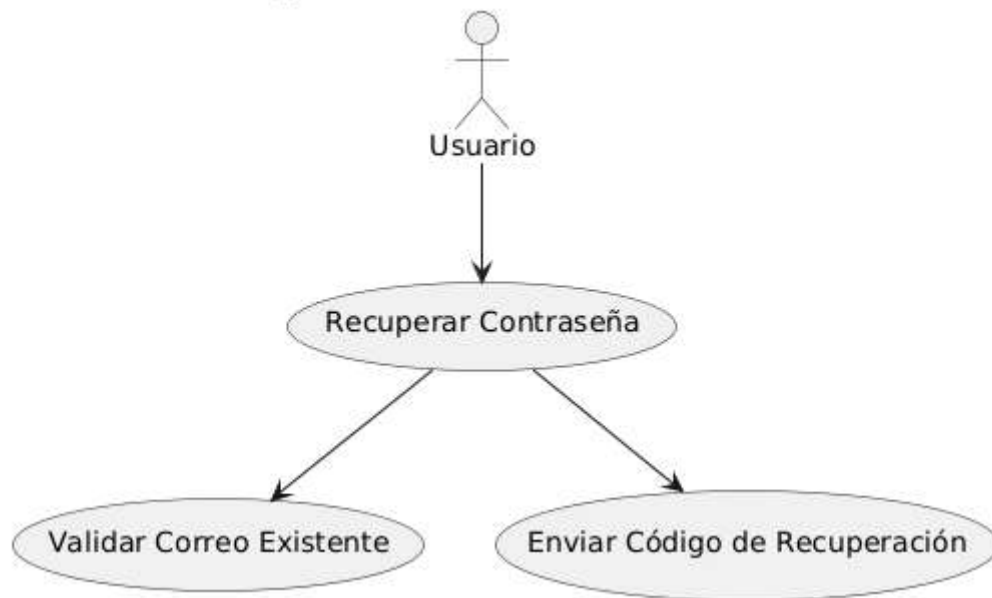 Usuario
Recuperar Contraseña
Validar Correo Existente
Enviar Código de Recuperación